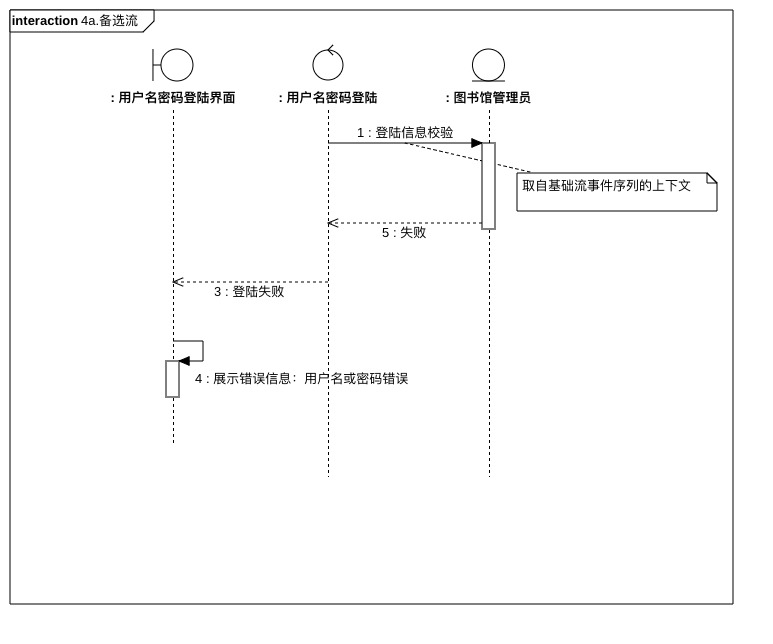 interaction 4a.备选流
: 用户名密码登陆界面
: 用户名密码登陆
: 图书馆管理员
1 : 登陆信息校验
取自基础流事件序列的上下文
5 : 失败
3 : 登陆失败
4 : 展示错误信息：用户名或密码错误